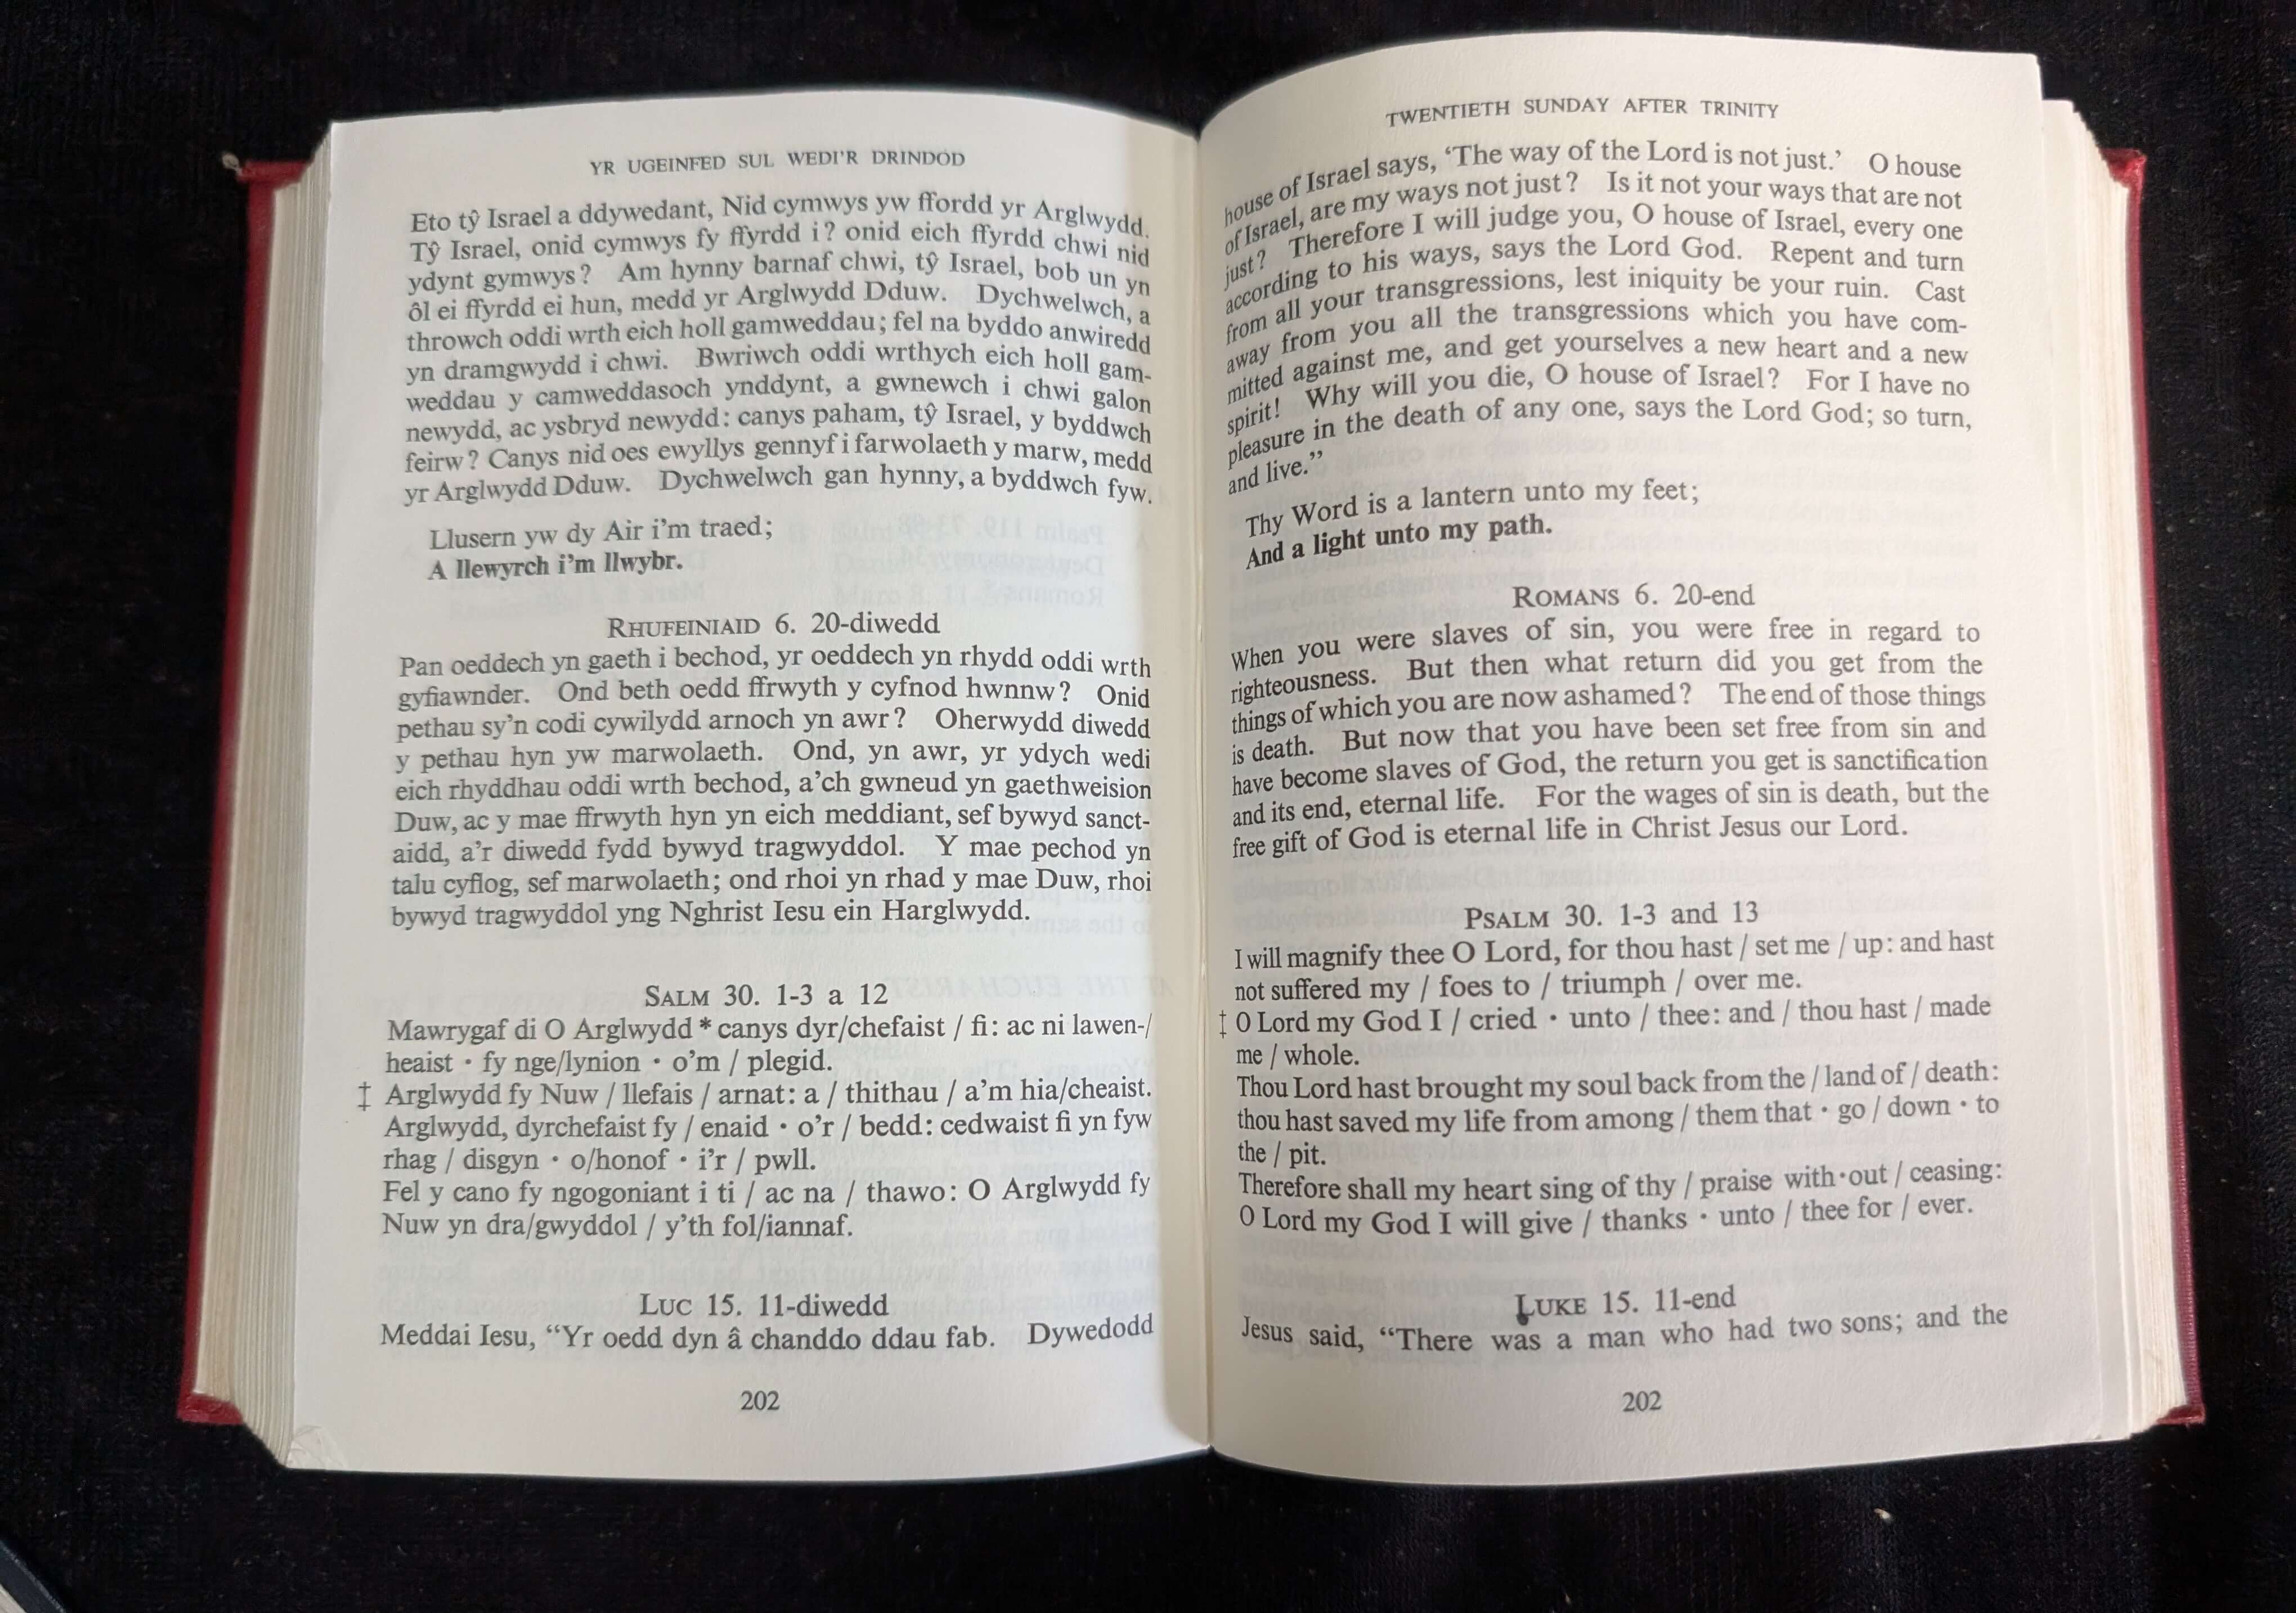 YR UGEINFED SUL WEDI'R DRINDOD
Eto tŷ Israel a ddywedant, Nid cymwys yw ffordd yr Arglwydd.
Tŷ Israel, onid cymwys fy ffyrdd i? onid eich ffyrdd chwi nid
ydynt gymwys? Am hynny barnaf chwi, tŷ Israel, bob un yn
ôl ei ffyrdd ei hun, medd yr Arglwydd Dduw. Dychwelwch, a
throwch oddi wrth eich holl gamweddau; fel na byddo anwiredd
yn dramgwydd i chwi. Bwriwch oddi wrthych eich holl gam-
weddau y camweddasoch ynddynt, a gwnewch i chwi galon
newydd, ac ysbryd newydd: canys paham, tŷ Israel, y byddwch
feirw? Canys nid oes ewyllys gennyf i farwolaeth y marw, medd
yr Arglwydd Dduw. Dychwelwch gan hynny, a byddwch fyw.
Llusern yw dy Air i'm traed;
A llewyrch i'm llwybr.
RHUFEINIAID 6. 20-diwedd
Pan oeddech yn gaeth i bechod, yr oeddech yn rhydd oddi wrth
gyfiawnder. Ond beth oedd ffrwyth y cyfnod hwnnw? Onid
pethau sy'n codi cywilydd arnoch yn awr? Oherwydd diwedd
y pethau hyn yw marwolaeth. Ond, yn awr, yr ydych wedi
eich rhyddhau oddi wrth bechod, a'ch gwneud yn gaethweision
Duw, ac y mae ffrwyth hyn yn eich meddiant, sef bywyd sanct-
aidd, a'r diwedd fydd bywyd tragwyddol. Y mae pechod yn
talu cyflog, sef marwolaeth; ond rhoi yn rhad y mae Duw, rhoi
bywyd tragwyddol yng Nghrist Iesu ein Harglwydd.
SALM 30. 1-3 a 12
Mawrygaf di O Arglwydd * canys dyr/chefaist / fi: ac ni lawen-/
heaist · fy nge/lynion · o'm / plegid.
‡ Arglwydd fy Nuw / llefais / arnat: a / thithau / a'm hia/cheaist.
Arglwydd, dyrchefaist fy / enaid · o'r / bedd: cedwaist fi yn fyw
rhag / disgyn · o/honof · i'r / pwll.
Fel y cano fy ngogoniant i ti / ac na / thawo: O Arglwydd fy
Nuw yn dra/gwyddol / y'th fol/iannaf.
LUC 15. 11-diwedd
Meddai Iesu, “Yr oedd dyn â chanddo ddau fab. Dywedodd
202
TWENTIETH SUNDAY AFTER TRINITY
house of Israel says, ‘The way of the Lord is not just.’ O house
of Israel, are my ways not just? Is it not your ways that are not
just? Therefore I will judge you, O house of Israel, every one
according to his ways, says the Lord God. Repent and turn
from all your transgressions, lest iniquity be your ruin. Cast
away from you all the transgressions which you have com-
mitted against me, and get yourselves a new heart and a new
spirit! Why will you die, O house of Israel? For I have no
pleasure in the death of any one, says the Lord God; so turn,
and live.”
Thy Word is a lantern unto my feet;
And a light unto my path.
ROMANS 6. 20-end
When you were slaves of sin, you were free in regard to
righteousness. But then what return did you get from the
things of which you are now ashamed? The end of those things
is death. But now that you have been set free from sin and
have become slaves of God, the return you get is sanctification
and its end, eternal life. For the wages of sin is death, but the
free gift of God is eternal life in Christ Jesus our Lord.
PSALM 30. 1-3 and 13
I will magnify thee O Lord, for thou hast / set me / up: and hast
not suffered my / foes to / triumph / over me.
‡ O Lord my God I / cried · unto / thee: and / thou hast / made
me / whole.
Thou Lord hast brought my soul back from the / land of / death:
thou hast saved my life from among / them that · go / down · to
the / pit.
Therefore shall my heart sing of thy / praise with·out / ceasing:
O Lord my God I will give / thanks · unto / thee for / ever.
LUKE 15. 11-end
Jesus said, “There was a man who had two sons; and the
202